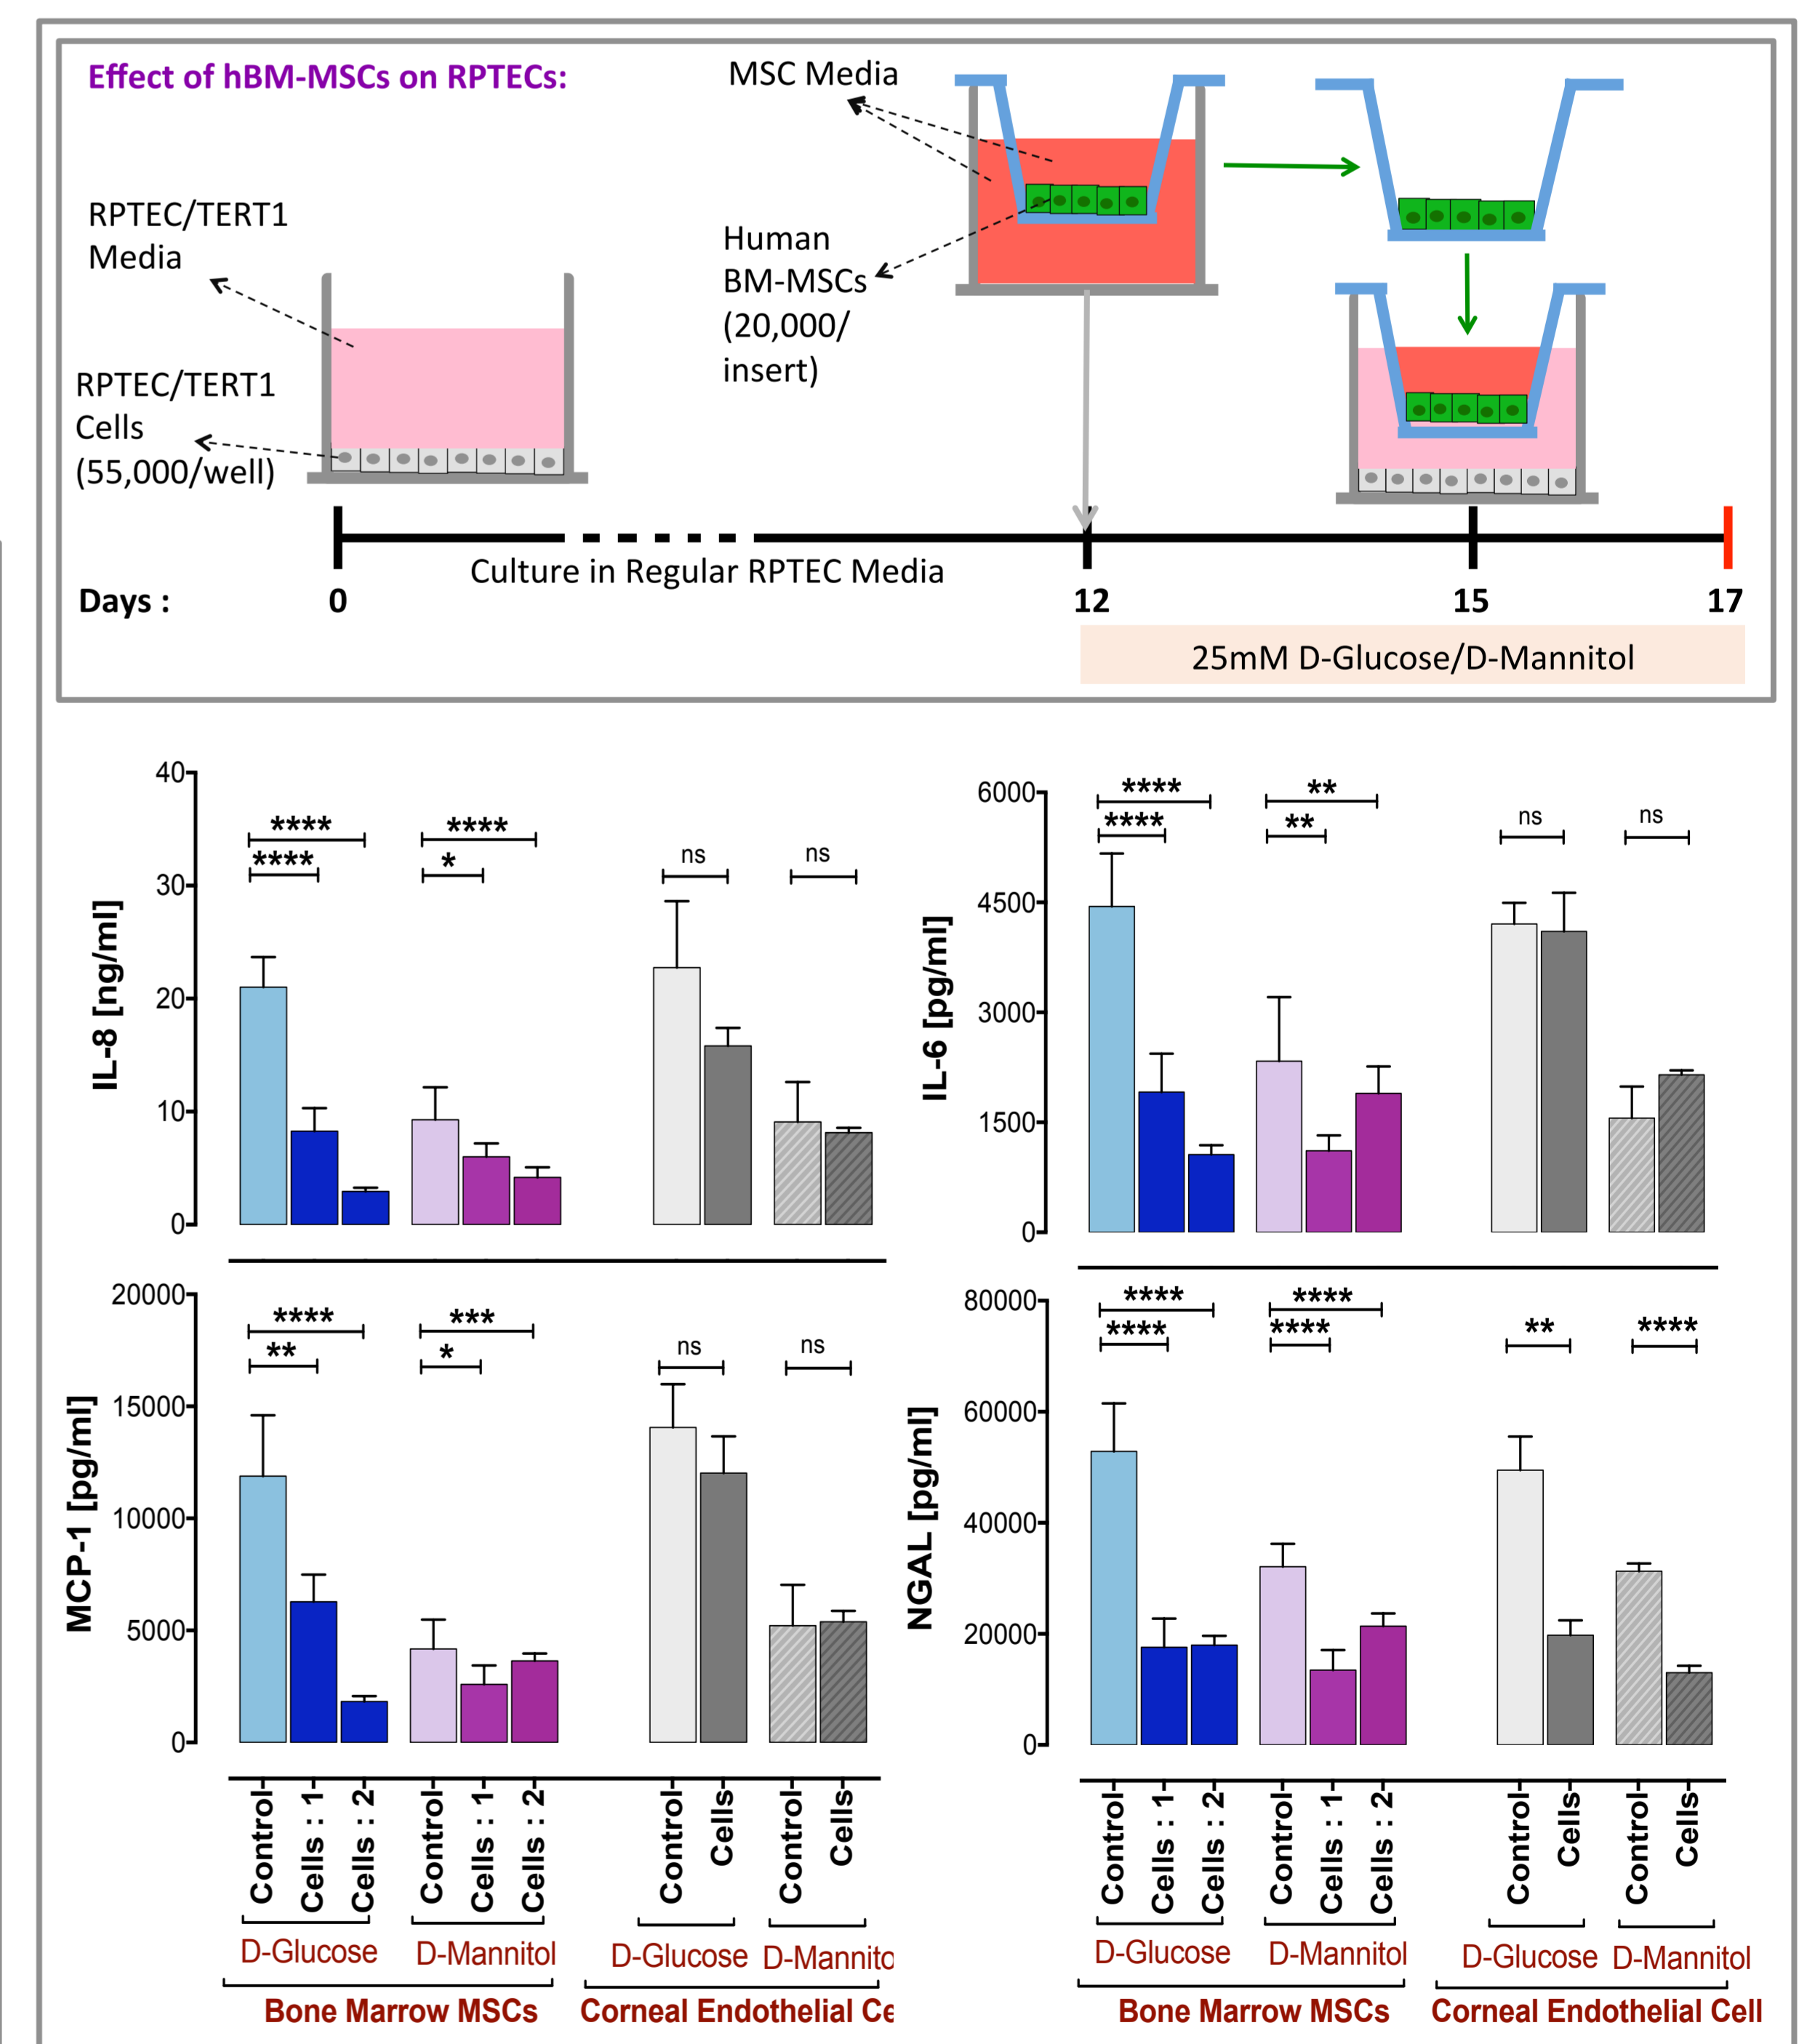 Effect of hBM-MSCs on RPTECs:
MSC Media
RPTEC/TERT1
Media
Human
BM-MSCs
(20,000/
insert)
RPTEC/TERT1
Cells
(55,000/well)
Culture in Regular RPTEC Media
Days :
0
12
15
17
25mM D-Glucose/D-Mannitol
IL-8 [ng/ml]
40
30
20
10
0
****
****
****
*
ns
ns
IL-6 [pg/ml]
6000
4500
3000
1500
0
****
****
**
**
ns
ns
MCP-1 [pg/ml]
20000
15000
10000
5000
0
****
**
***
*
ns
ns
NGAL [pg/ml]
80000
60000
40000
20000
0
****
****
****
****
**
****
Control
Cells : 1
Cells : 2
Control
Cells : 1
Cells : 2
Control
Cells
Control
Cells
D-Glucose
D-Mannitol
D-Glucose
D-Mannito
Bone Marrow MSCs
Corneal Endothelial Ce
Control
Cells : 1
Cells : 2
Control
Cells : 1
Cells : 2
Control
Cells
Control
Cells
D-Glucose
D-Mannitol
D-Glucose
D-Mannitol
Bone Marrow MSCs
Corneal Endothelial Cell